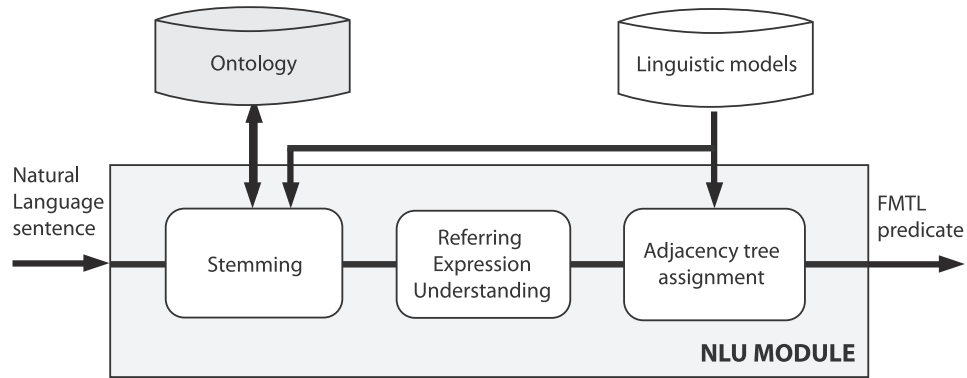 Ontology
Linguistic models
Natural
Language
sentence
FMTL
predicate
Stemming
Referring
Expression
Understanding
Adjacency tree
assignment
NLU MODULE